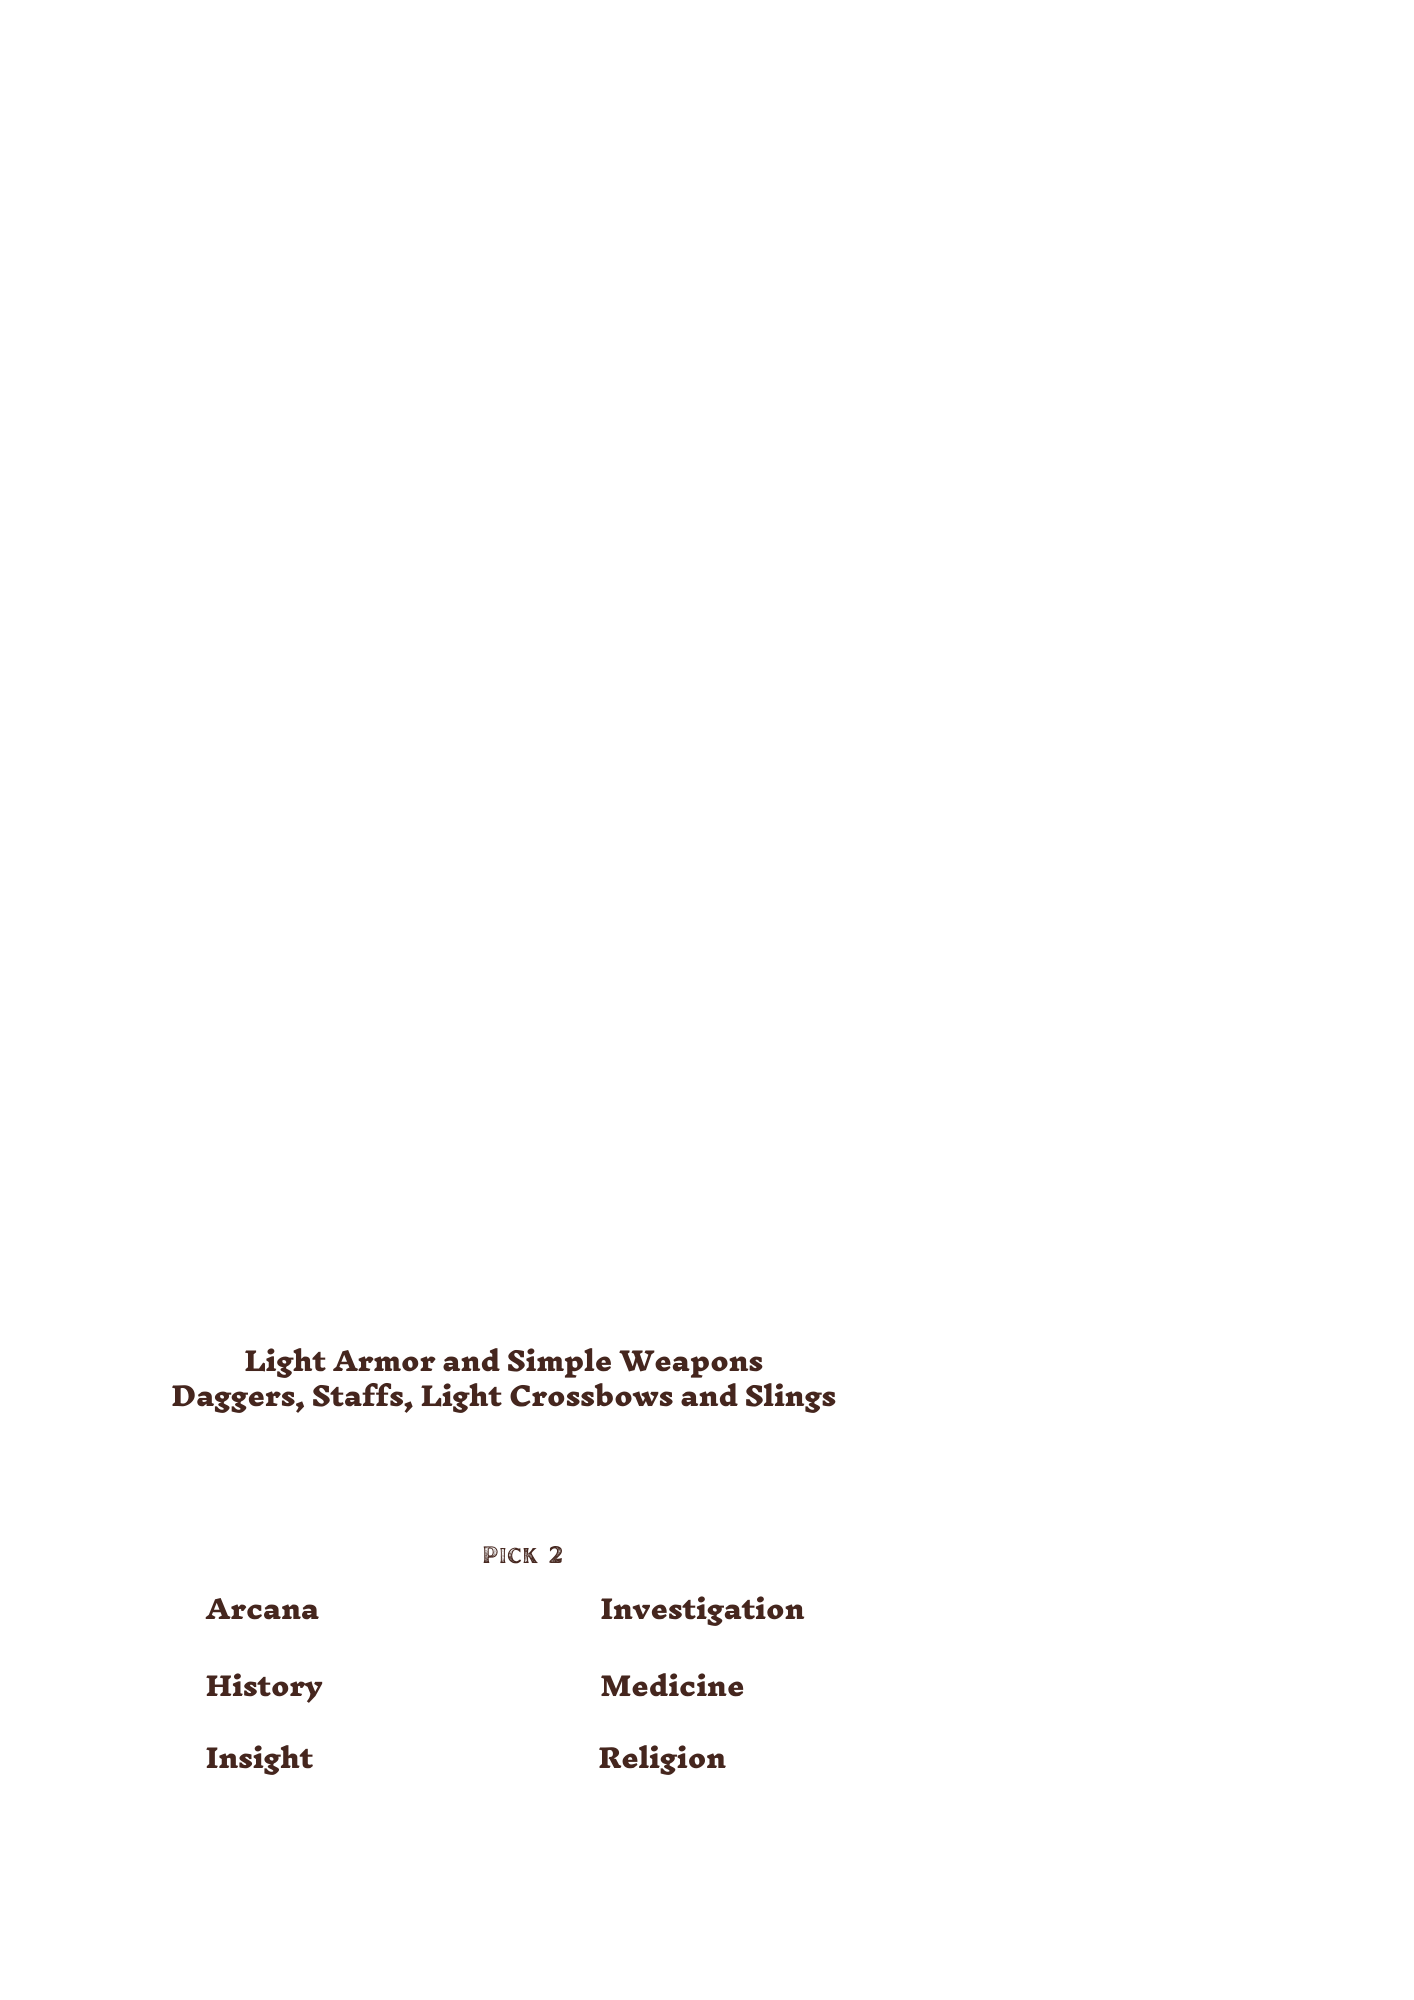 Light Armor and Simple Weapons
Daggers, Staffs, Light Crossbows and Slings
Pick 2
Arcana
Investigation
History
Medicine
Insight
Religion